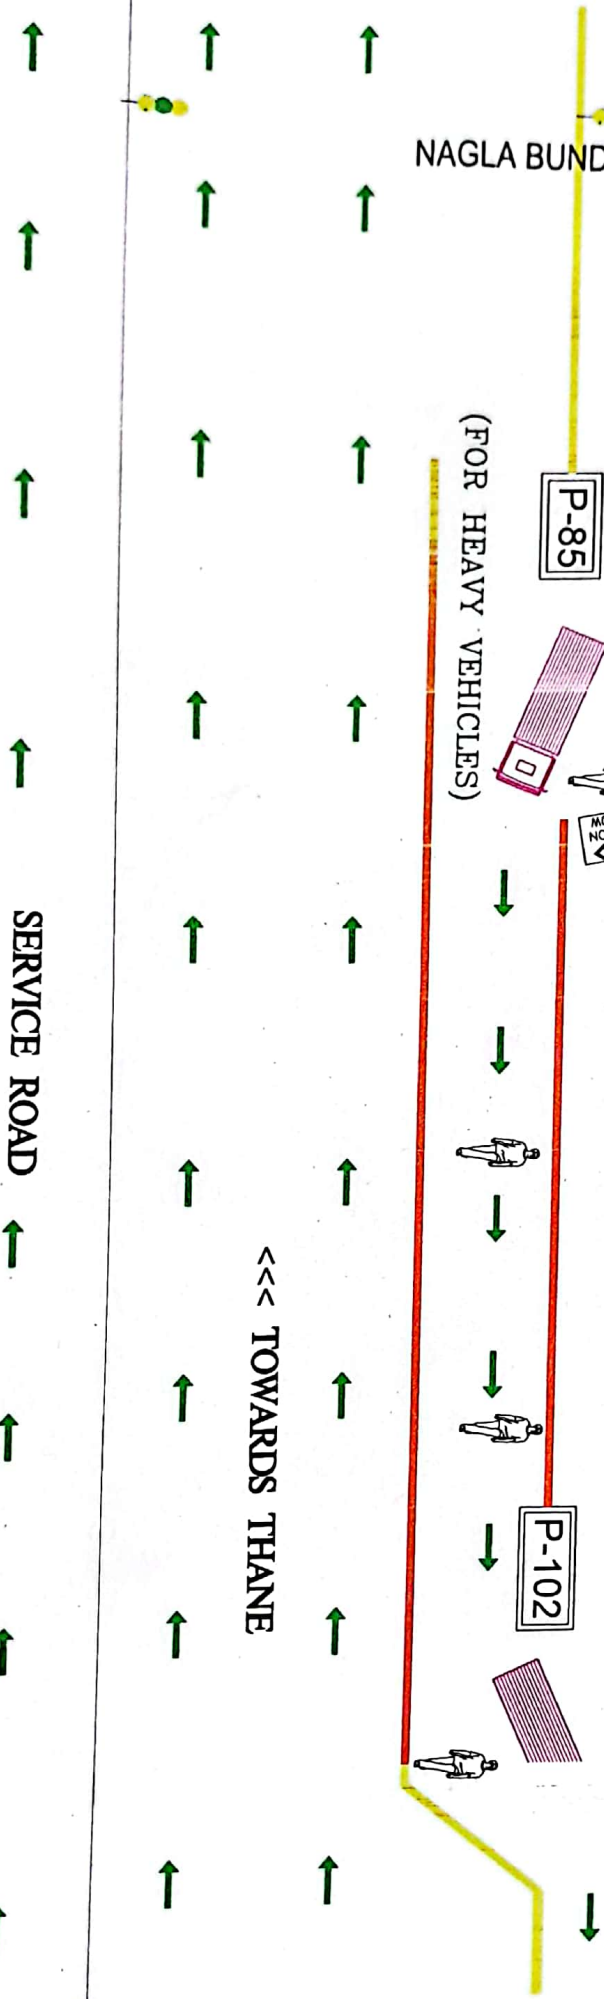 NAGLA BUND
(FOR HEAVY VEHICLES)
P-85
SERVICE ROAD
<<< TOWARDS THANE
P-102